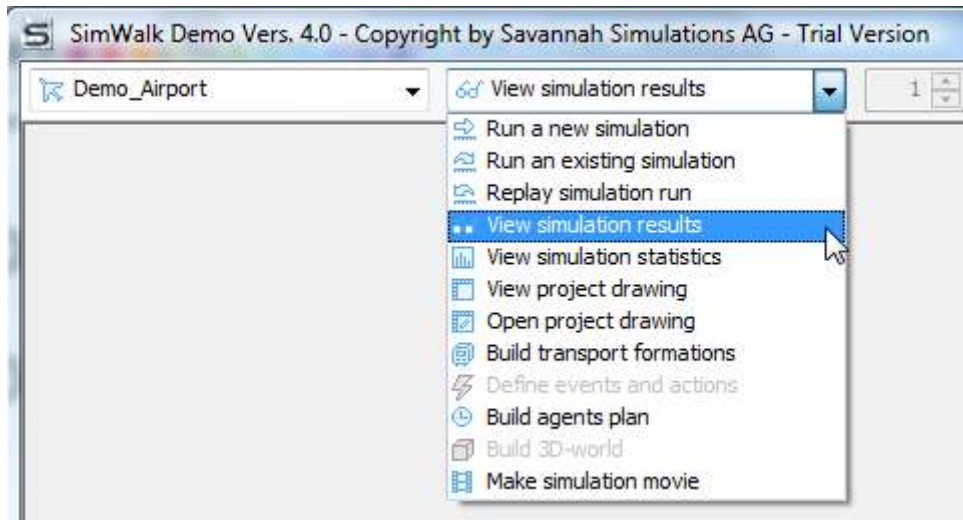 SimWalk Demo Vers. 4.0 - Copyright by Savannah Simulations AG - Trial Version
Demo_Airport View simulation results 1
Run a new simulation
Run an existing simulation
Replay simulation run
View simulation results
View simulation statistics
View project drawing
Open project drawing
Build transport formations
Define events and actions
Build agents plan
Build 3D-world
Make simulation movie